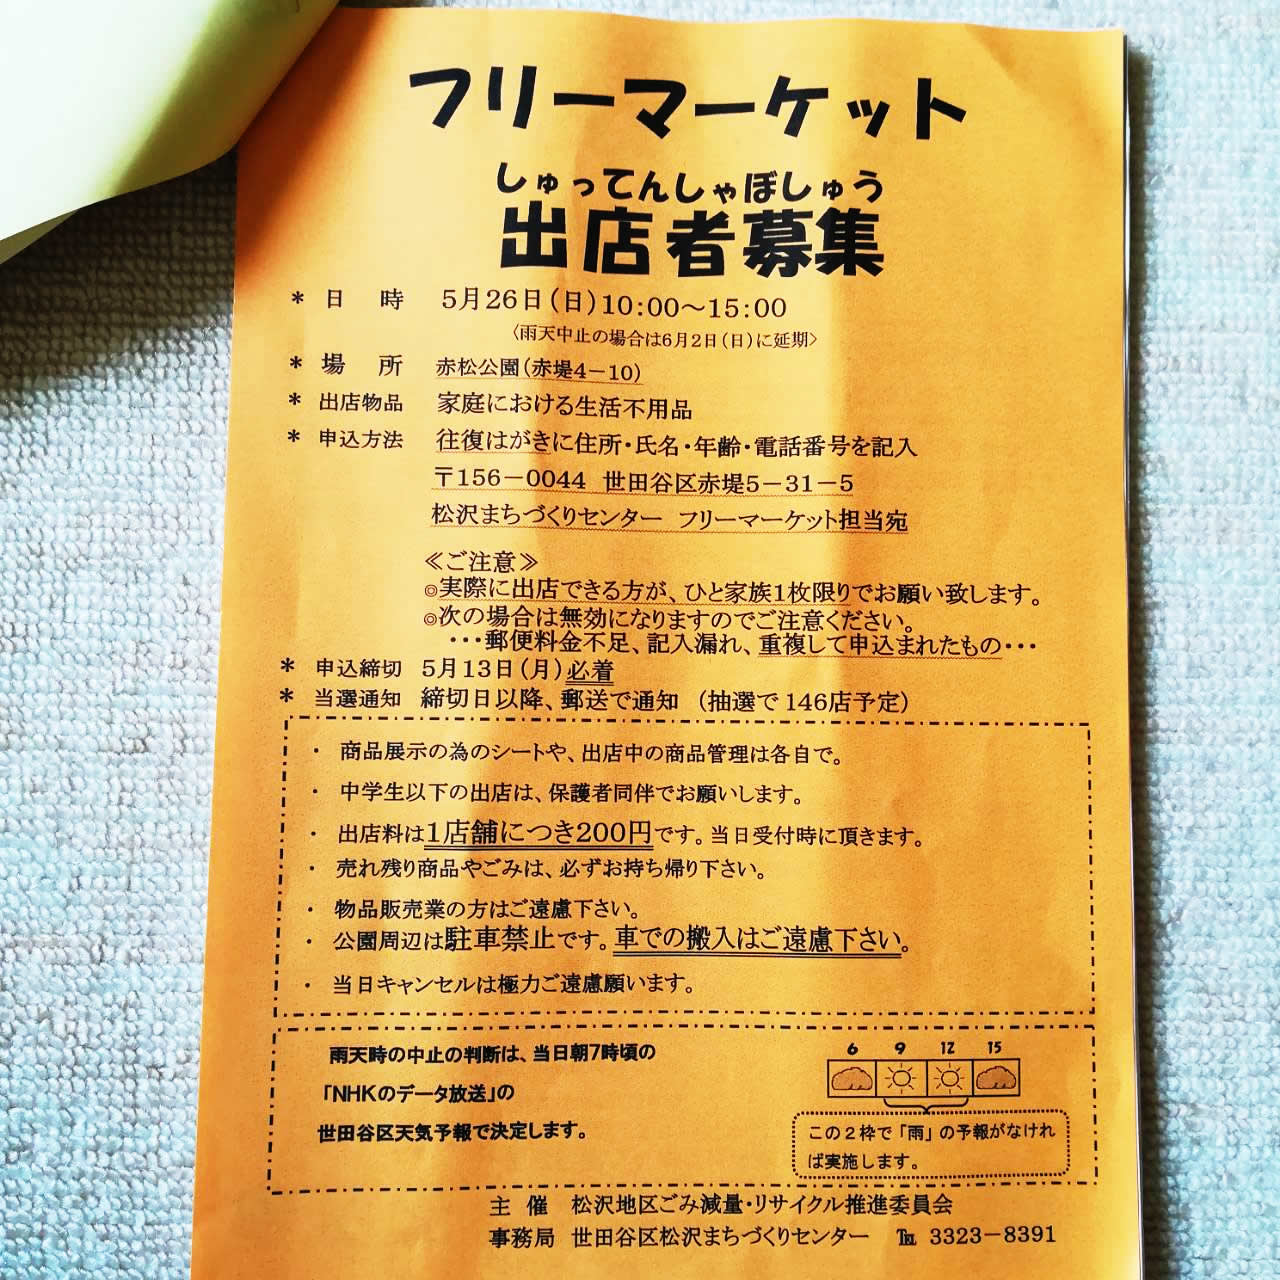 フリーマーケット
しゅってんしゃぼしゅう
出店者募集
* 日 時 5月26日(日)10:00〜15:00
〈雨天中止の場合は6月2日(日)に延期〉
* 場 所 赤松公園(赤堤4-10)
* 出店物品 家庭における生活不用品
* 申込方法 往復はがきに住所・氏名・年齢・電話番号を記入
〒156-0044 世田谷区赤堤5-31-5
松沢まちづくりセンター フリーマーケット担当宛
≪ご注意≫
◎実際に出店できる方が、ひと家族1枚限りでお願い致します。
◎次の場合は無効になりますのでご注意ください。
・・・郵便料金不足、記入漏れ、重複して申込まれたもの・・・
* 申込締切 5月13日(月)必着
* 当選通知 締切日以降、郵送で通知 (抽選で146店予定)
・ 商品展示の為のシートや、出店中の商品管理は各自で。
・ 中学生以下の出店は、保護者同伴でお願いします。
・ 出店料は1店舗につき200円です。当日受付時に頂きます。
・ 売れ残り商品やごみは、必ずお持ち帰り下さい。
・ 物品販売業の方はご遠慮下さい。
・ 公園周辺は駐車禁止です。車での搬入はご遠慮下さい。
・ 当日キャンセルは極力ご遠慮願います。
雨天時の中止の判断は、当日朝7時頃の
「NHKのデータ放送」の
世田谷区天気予報で決定します。
6 9 12 15
この2枠で「雨」の予報がなけれ
ば実施します。
主 催 松沢地区ごみ減量・リサイクル推進委員会
事務局 世田谷区松沢まちづくりセンター ℡ 3323-8391